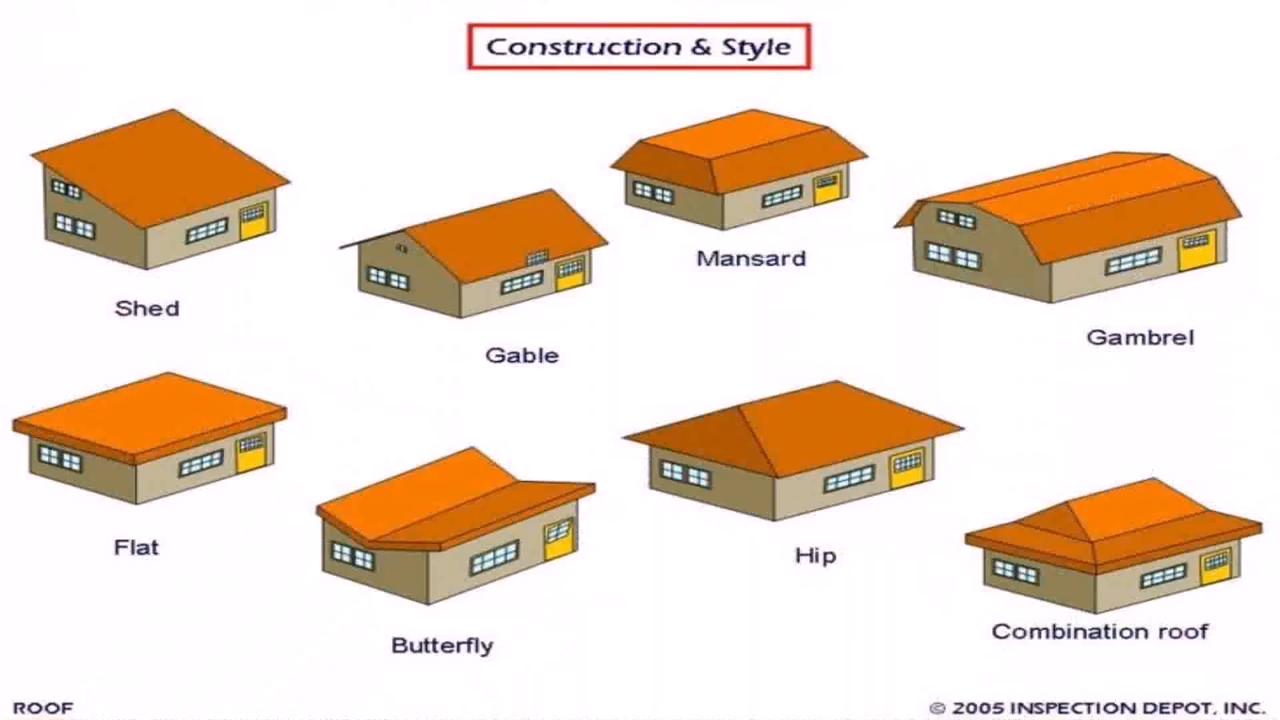 Construction & Style
Shed
Gable
Mansard
Gambrel
Flat
Butterfly
Hip
Combination roof
ROOF
© 2005 INSPECTION DEPOT, INC.